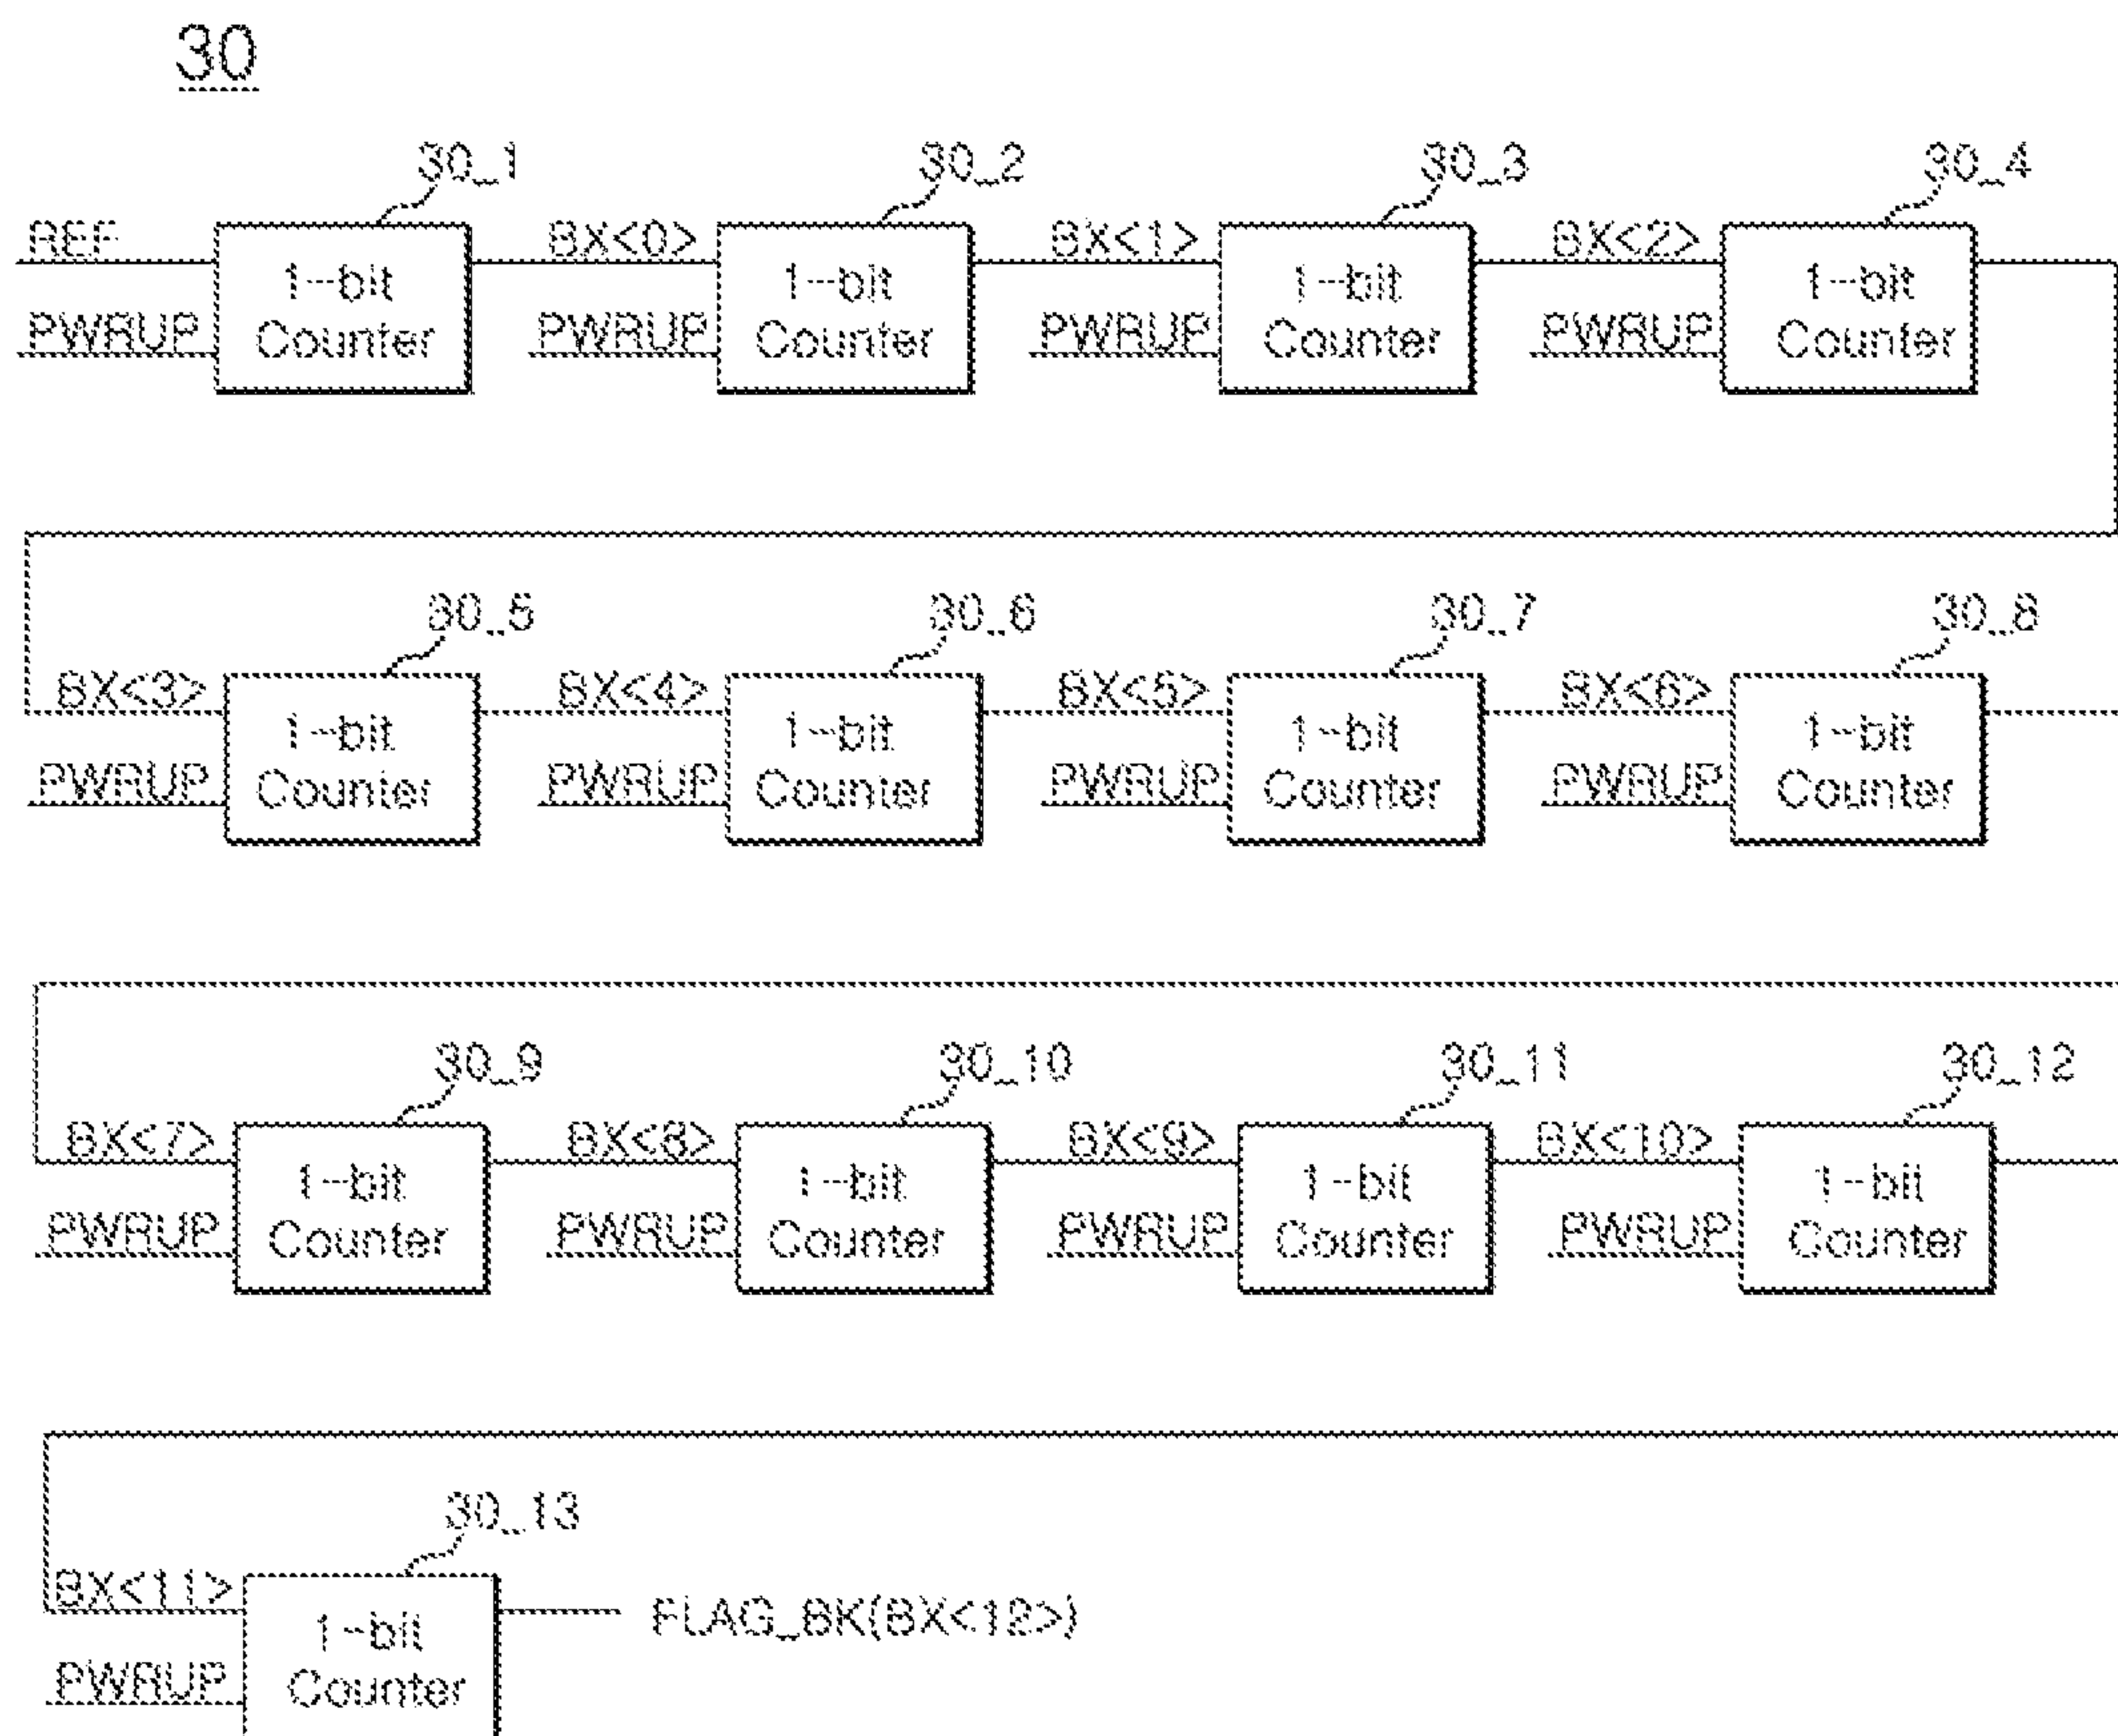 30
30_1
30_2
30_3
30_4
REF
BX<0>
BX<1>
BX<2>
PWRUP
1-bit
Counter
PWRUP
1-bit
Counter
PWRUP
1-bit
Counter
PWRUP
1-bit
Counter
30_5
30_6
30_7
30_8
BX<3>
BX<4>
BX<5>
BX<6>
PWRUP
1-bit
Counter
PWRUP
1-bit
Counter
PWRUP
1-bit
Counter
PWRUP
1-bit
Counter
30_9
30_10
30_11
30_12
BX<7>
BX<8>
BX<9>
BX<10>
PWRUP
1-bit
Counter
PWRUP
1-bit
Counter
PWRUP
1-bit
Counter
PWRUP
1-bit
Counter
30_13
BX<11>
PWRUP
1-bit
Counter
FLAG_BK(BX<12>)